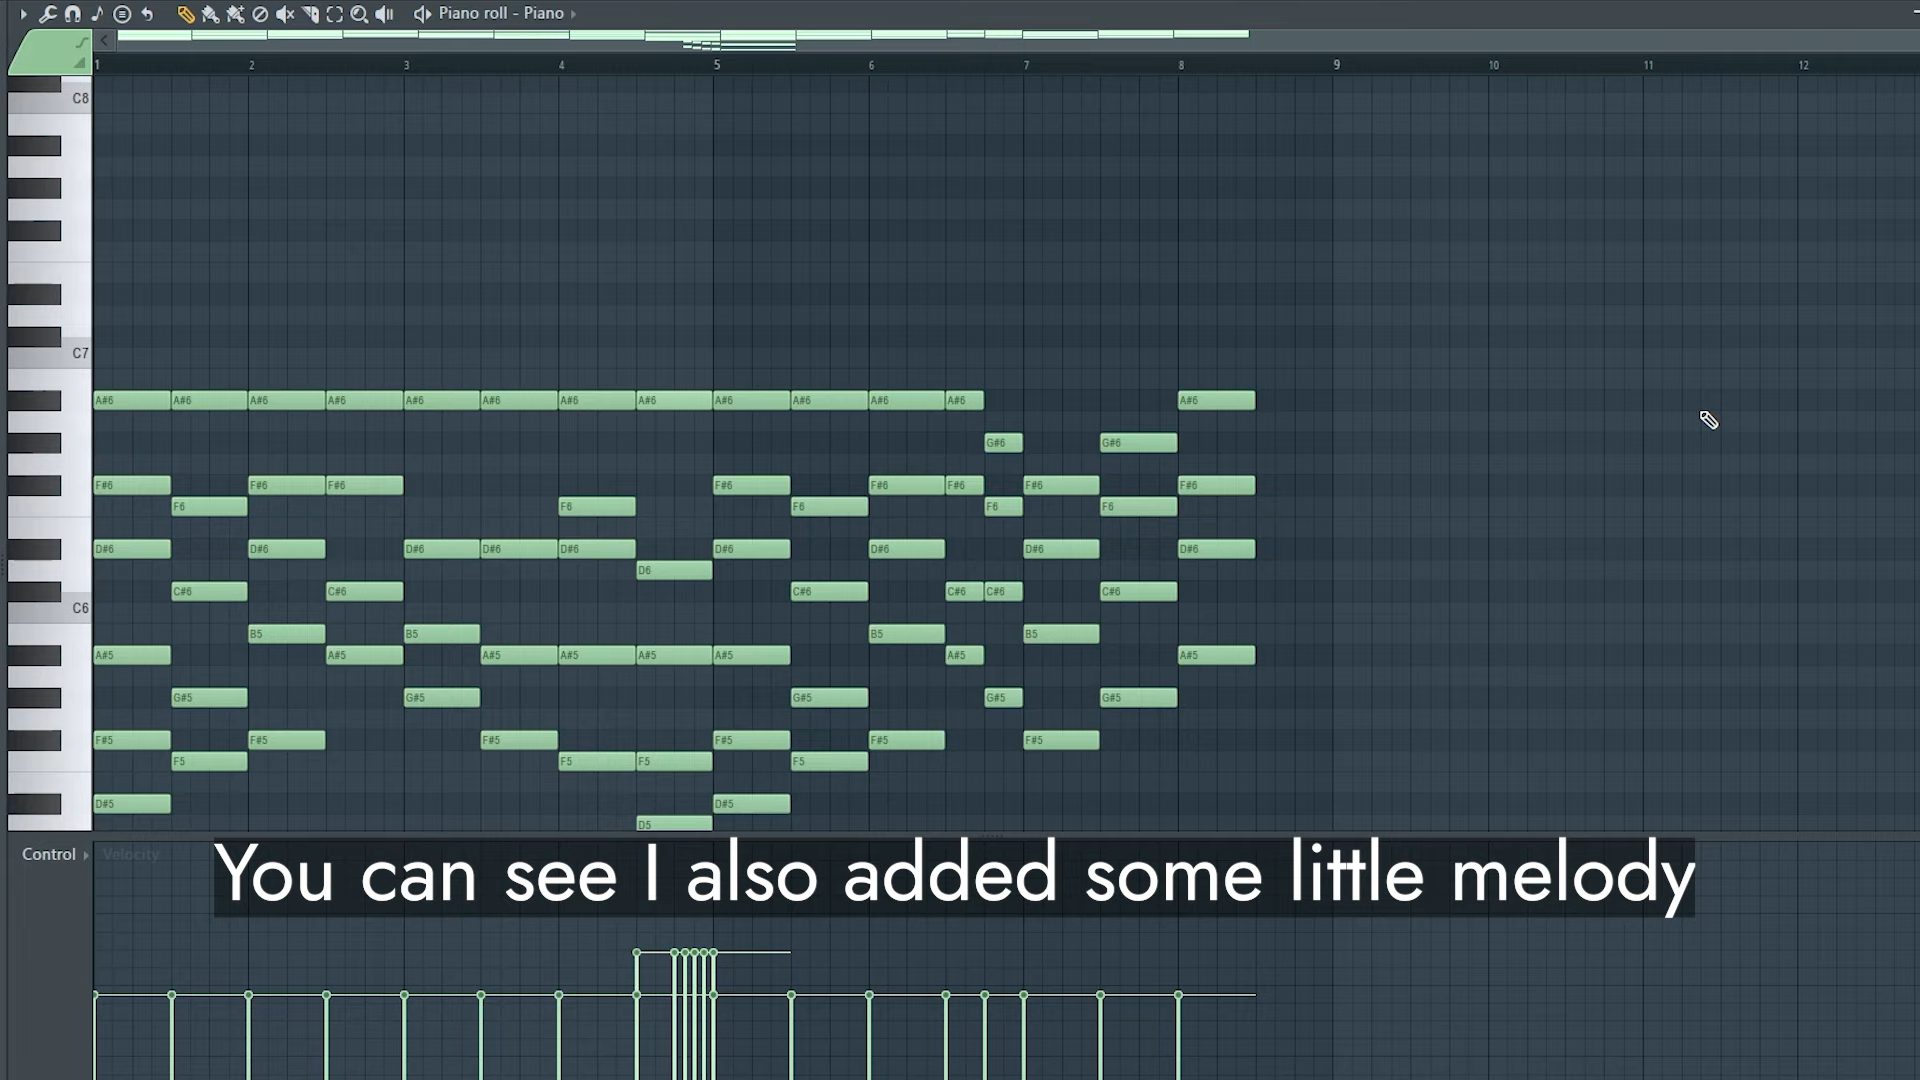 Piano roll - Piano
1 2 3 4 5 6 7 8 9 10 11 12
C8
C7
A#6 A#6 A#6 A#6 A#6 A#6 A#6 A#6 A#6 A#6 A#6 A#6 A#6
G#6 G#6
F#6 F#6 F#6 F#6 F#6 F#6 F#6 F#6
F6 F6 F6 F6 F6
D#6 D#6 D#6 D#6 D#6 D#6 D#6 D#6 D#6
D6
C#6 C#6 C#6 C#6 C#6 C#6
C6
B5 B5 B5 B5
A#5 A#5 A#5 A#5 A#5 A#5 A#5 A#5
G#5 G#5 G#5 G#5 G#5
F#5 F#5 F#5 F#5 F#5 F#5
F5 F5 F5 F5
D#5 D#5
D5
Control Velocity
You can see I also added some little melody